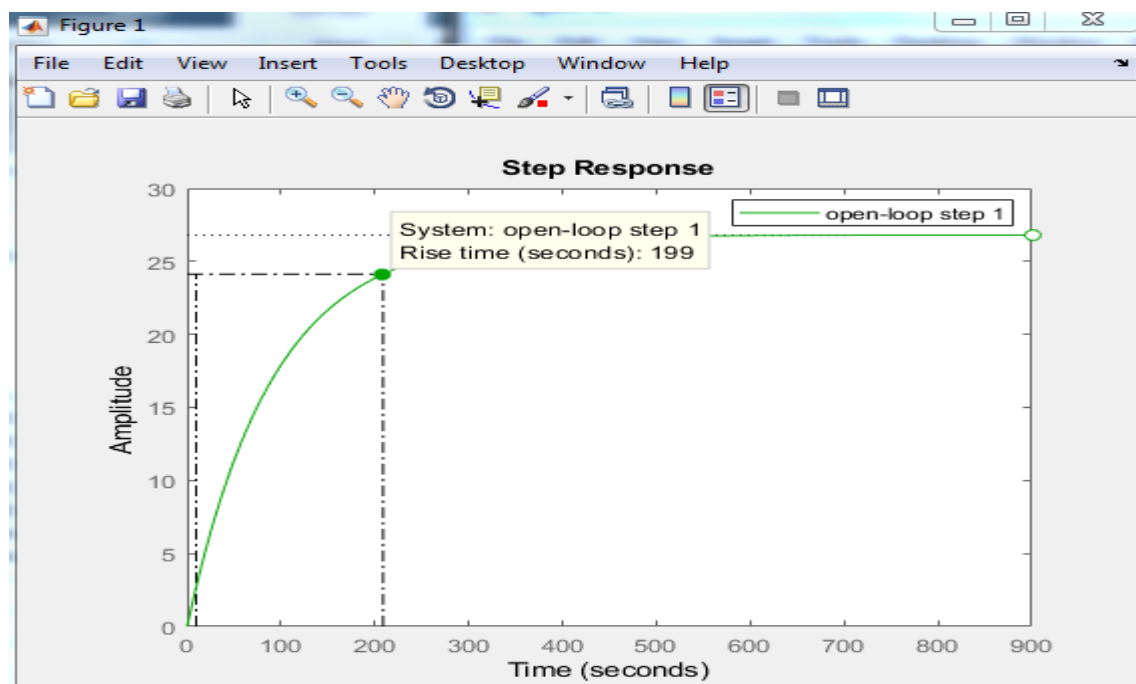 Figure 1
File Edit View Insert Tools Desktop Window Help
Step Response
30
25
20
15
10
5
0
Amplitude
open-loop step 1
System: open-loop step 1
Rise time (seconds): 199
0 100 200 300 400 500 600 700 800 900
Time (seconds)